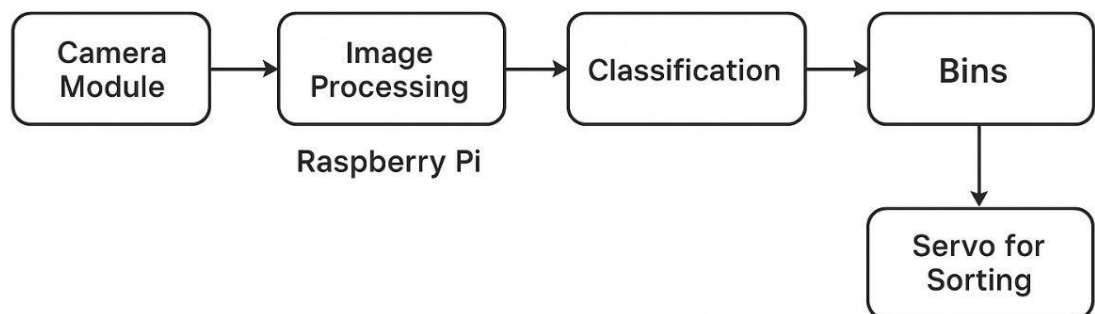 Camera
Module
Image
Processing
Classification
Bins
Raspberry Pi
Servo for
Sorting